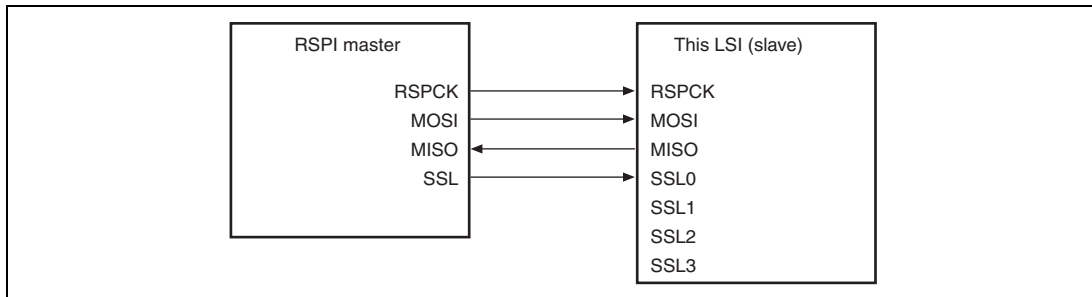 RSPI master
RSPCK
MOSI
MISO
SSL
This LSI (slave)
RSPCK
MOSI
MISO
SSL0
SSL1
SSL2
SSL3